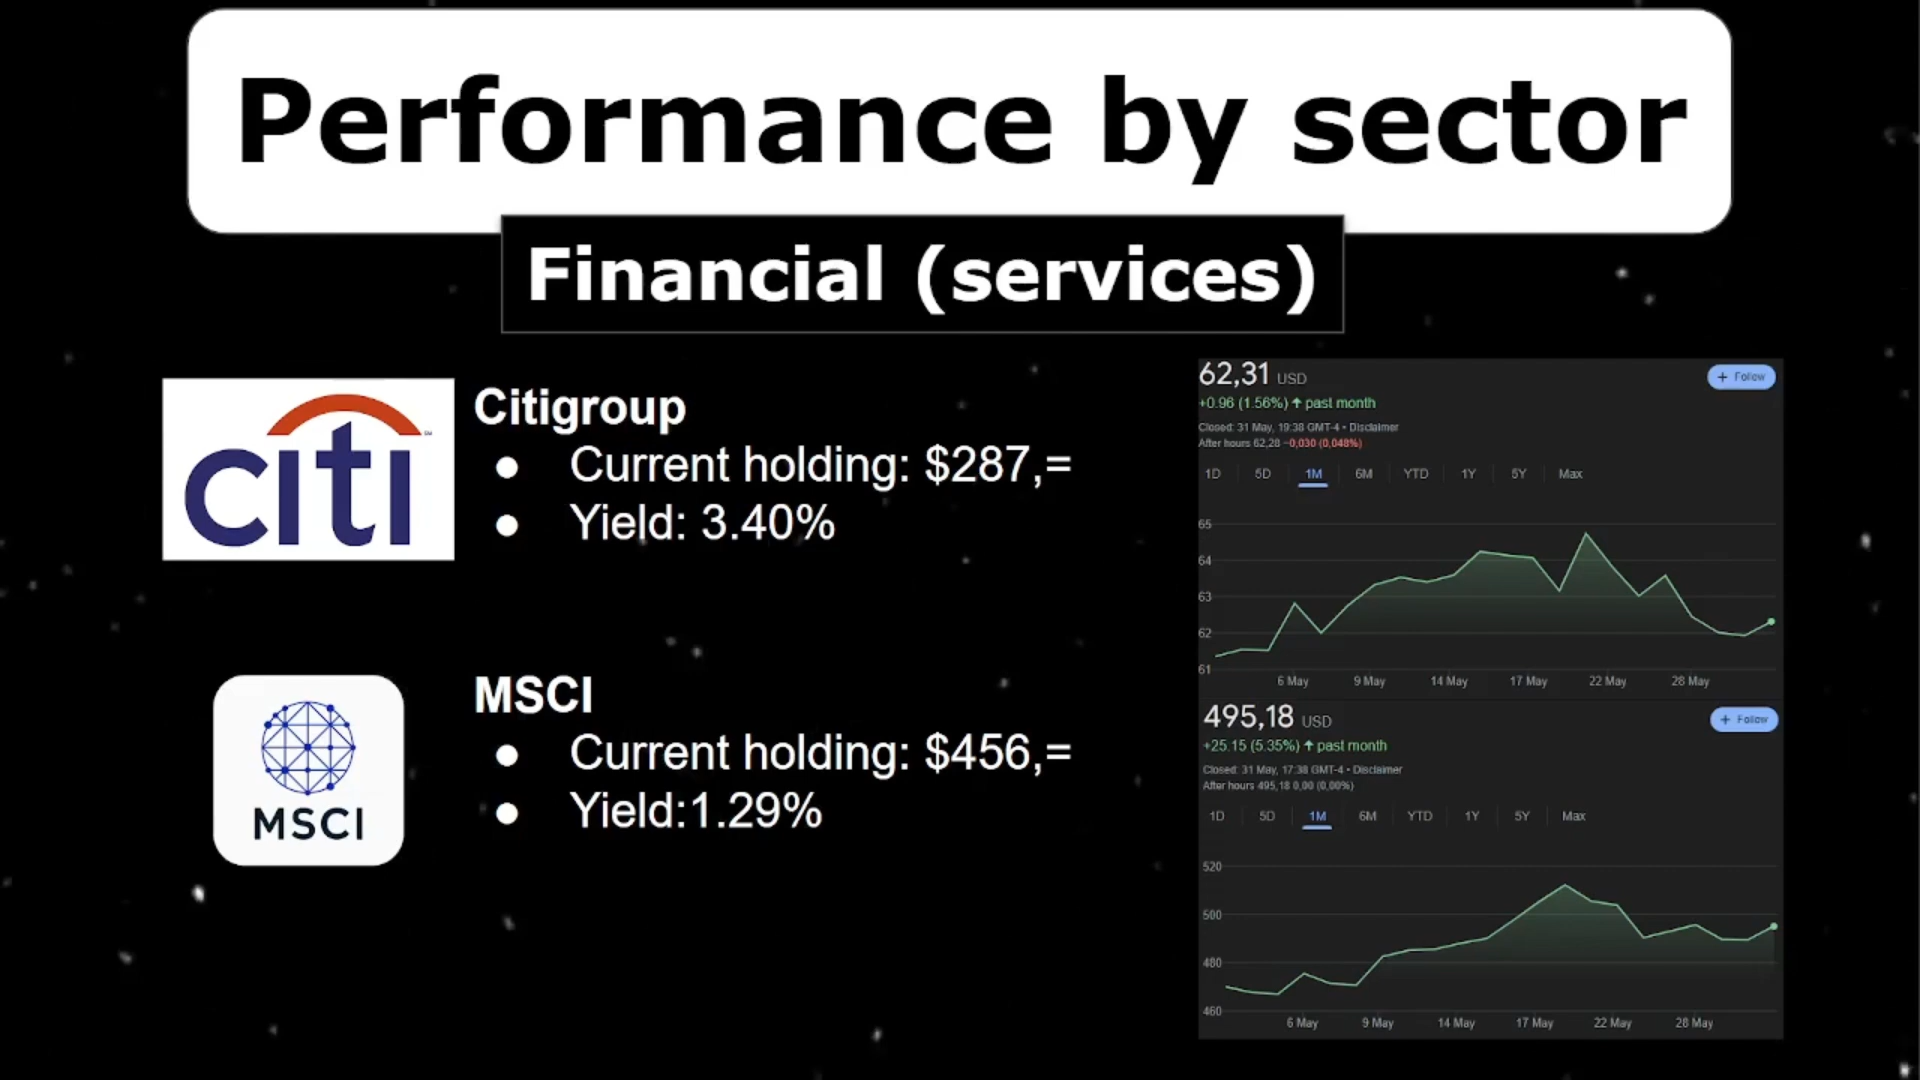 Performance by sector
Financial (services)
citi
Citigroup
● Current holding: $287,=
● Yield: 3.40%
MSCI
MSCI
● Current holding: $456,=
● Yield:1.29%
62,31 USD
+ Follow
+0.96 (1.56%) ↑ past month
Closed: 31 May, 19:38 GMT-4 • Disclaimer
After hours 62,28 −0,030 (0,048%)
1D 5D 1M 6M YTD 1Y 5Y Max
65
64
63
62
61
6 May 9 May 14 May 17 May 22 May 28 May
495,18 USD
+ Follow
+25.15 (5.35%) ↑ past month
Closed: 31 May, 17:38 GMT-4 • Disclaimer
After hours 495,18 0,00 (0,00%)
1D 5D 1M 6M YTD 1Y 5Y Max
520
500
480
460
6 May 9 May 14 May 17 May 22 May 28 May